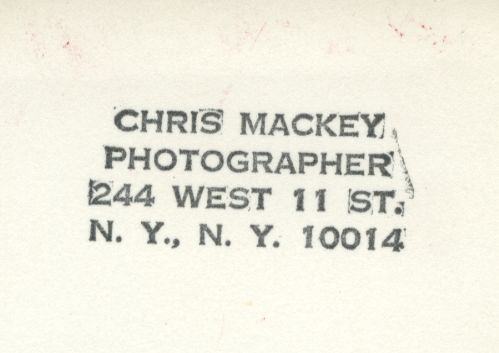 CHRIS MACKEY
PHOTOGRAPHER
244 WEST 11 ST.
N. Y., N. Y. 10014